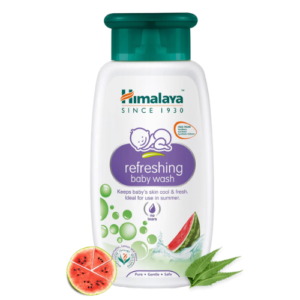 Himalaya
SINCE 1930
refreshing
baby wash
Keeps baby's skin cool & fresh.
Ideal for use in summer.
Pure • Gentle • Safe